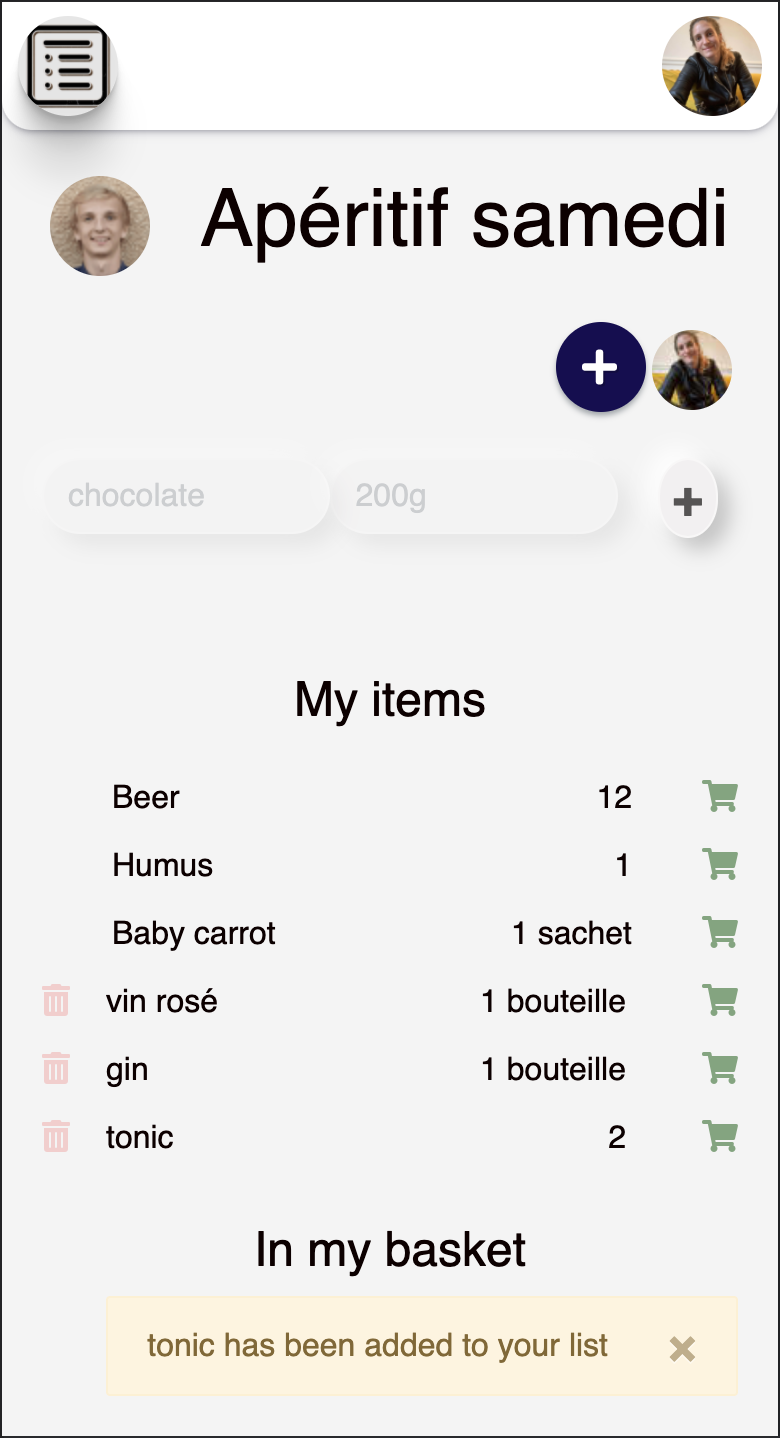 Apéritif samedi
chocolate 200g
My items
Beer 12
Humus 1
Baby carrot 1 sachet
vin rosé 1 bouteille
gin 1 bouteille
tonic 2
In my basket
tonic has been added to your list